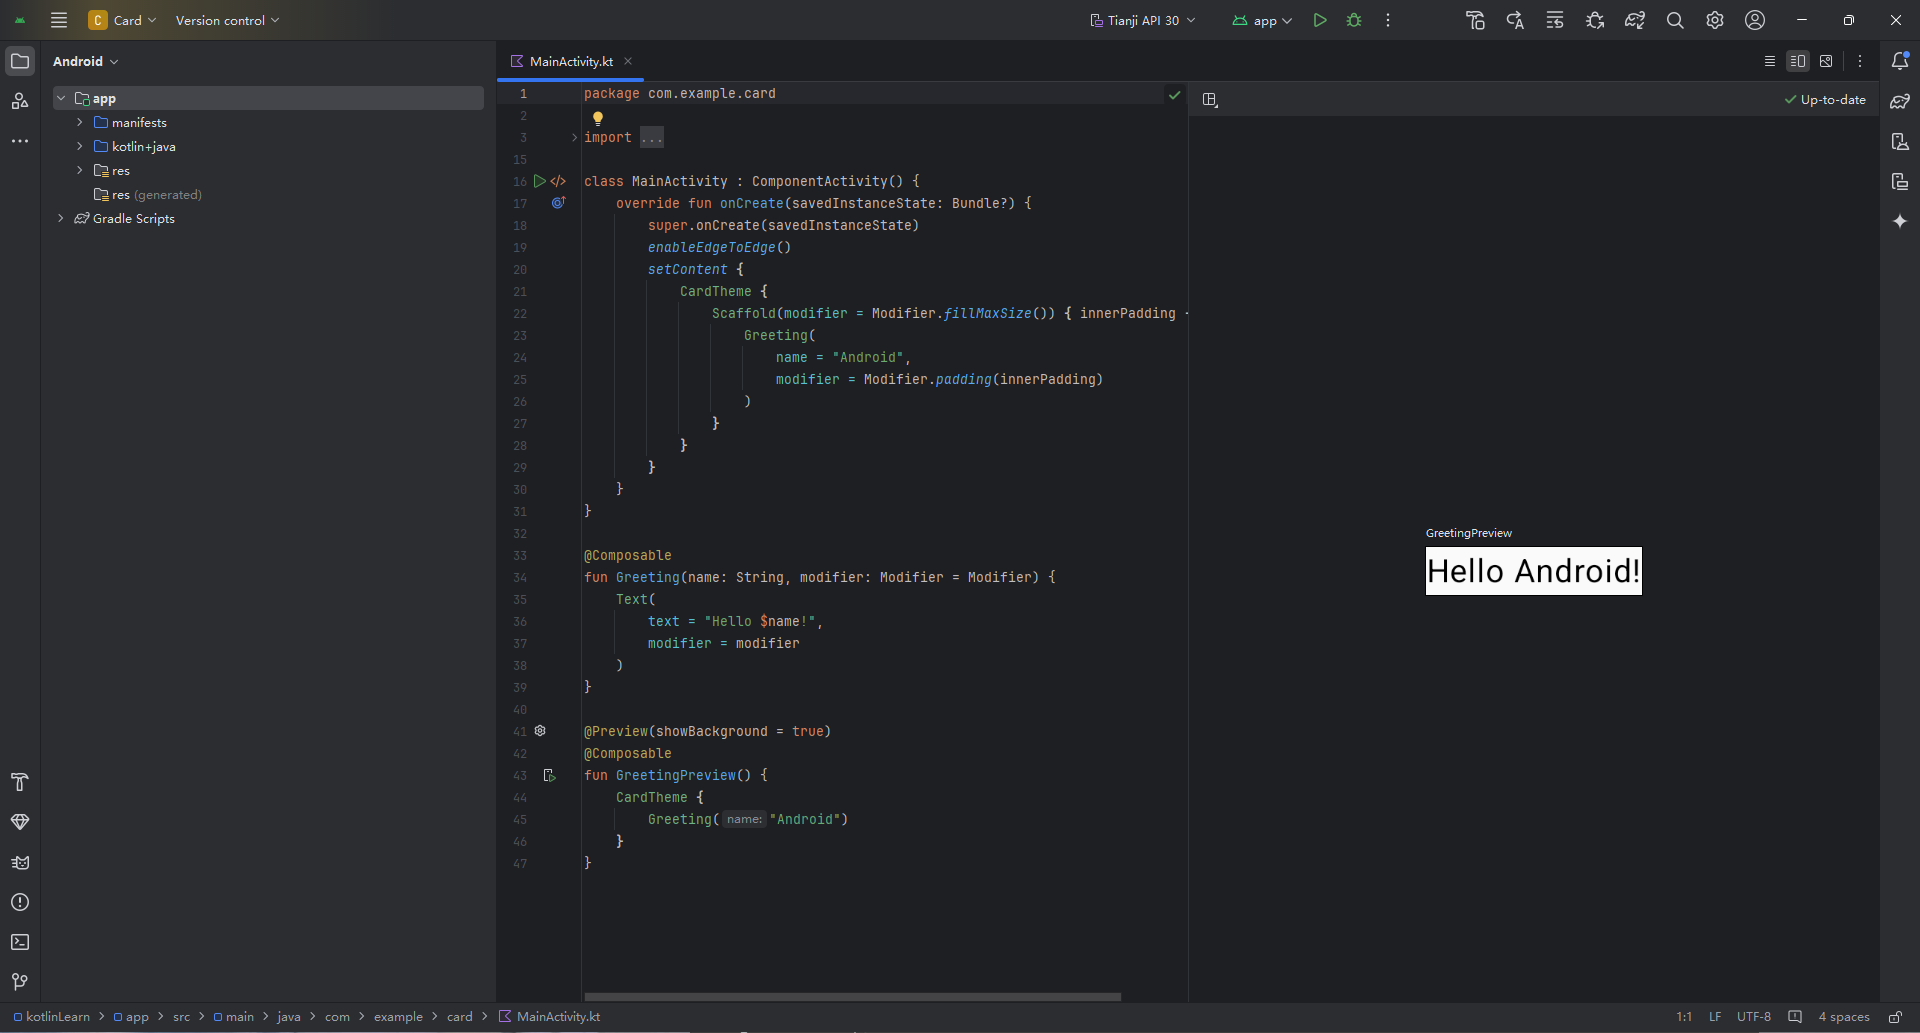 C Card Version control Tianji API 30 app
Android
app
manifests
kotlin+java
res
res (generated)
Gradle Scripts
MainActivity.kt
Up-to-date
1 package com.example.card
2
3 import ...
15
16 class MainActivity : ComponentActivity() {
17 override fun onCreate(savedInstanceState: Bundle?) {
18 super.onCreate(savedInstanceState)
19 enableEdgeToEdge()
20 setContent {
21 CardTheme {
22 Scaffold(modifier = Modifier.fillMaxSize()) { innerPadding -
23 Greeting(
24 name = "Android",
25 modifier = Modifier.padding(innerPadding)
26 )
27 }
28 }
29 }
30 }
31 }
32
33 @Composable
34 fun Greeting(name: String, modifier: Modifier = Modifier) {
35 Text(
36 text = "Hello $name!",
37 modifier = modifier
38 )
39 }
40
41 @Preview(showBackground = true)
42 @Composable
43 fun GreetingPreview() {
44 CardTheme {
45 Greeting( name: "Android")
46 }
47 }
GreetingPreview
Hello Android!
kotlinLearn > app > src > main > java > com > example > card > MainActivity.kt
1:1 LF UTF-8 4 spaces